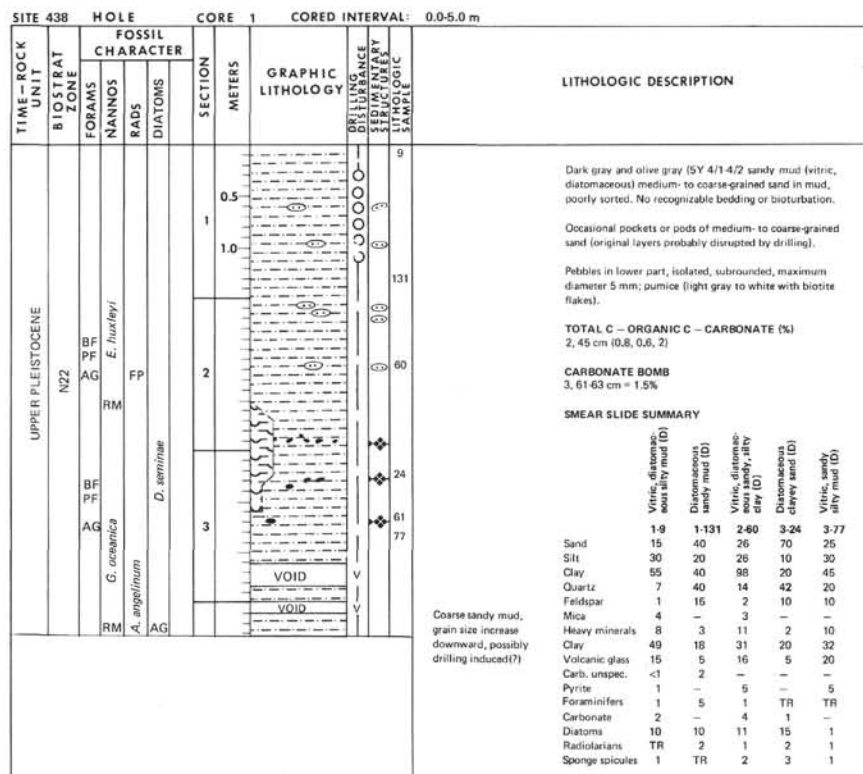 SITE 438 HOLE CORE 1 CORED INTERVAL: 0.0-5.0 m
TIME—ROCK UNIT
BIOSTRAT ZONE
FOSSIL CHARACTER
FORAMS
NANNOS
RADS
DIATOMS
SECTION
METERS
GRAPHIC LITHOLOGY
DRILLING DISTURBANCE
SEDIMENTARY STRUCTURES
LITHOLOGIC SAMPLE
LITHOLOGIC DESCRIPTION
UPPER PLEISTOCENE
N22
BF
PF
AG
BF
PF
AG
E. huxleyi
RM
G. oceanica
RM
FP
A. angelinum
D. seminae
AG
1
2
3
0.5
1.0
VOID
VOID
V
V
9
131
60
24
61
77
Coarse sandy mud,
grain size increase
downward, possibly
drilling induced(?)
Dark gray and olive gray (5Y 4/1-4/2 sandy mud (vitric,
diatomaceous) medium- to coarse-grained sand in mud,
poorly sorted. No recognizable bedding or bioturbation.
Occasional pockets or pods of medium- to coarse-grained
sand (original layers probably disrupted by drilling).
Pebbles in lower part, isolated, subrounded, maximum
diameter 5 mm; pumice (light gray to white with biotite
flakes).
TOTAL C — ORGANIC C — CARBONATE (%)
2, 45 cm (0.8, 0.6, 2)
CARBONATE BOMB
3, 61-63 cm = 1.5%
SMEAR SLIDE SUMMARY
Vitric, diatomac-
eous silty mud (D)
Diatomaceous
sandy mud (D)
Vitric, diatomac-
eous sandy, silty
clay (D)
Diatomaceous
clayey sand (D)
Vitric, sandy
silty mud (D)
1-9 1-131 2-60 3-24 3-77
Sand 15 40 26 70 25
Silt 30 20 26 10 30
Clay 55 40 98 20 45
Quartz 7 40 14 42 20
Feldspar 1 15 2 10 10
Mica 4 — 3 — —
Heavy minerals 8 3 11 2 10
Clay 49 18 31 20 32
Volcanic glass 15 5 16 5 20
Carb. unspec. <1 2 — — —
Pyrite 1 — 5 — 5
Foraminifers 1 5 1 TR TR
Carbonate 2 — 4 1 —
Diatoms 10 10 11 15 1
Radiolarians TR 2 1 2 1
Sponge spicules 1 TR 2 3 1